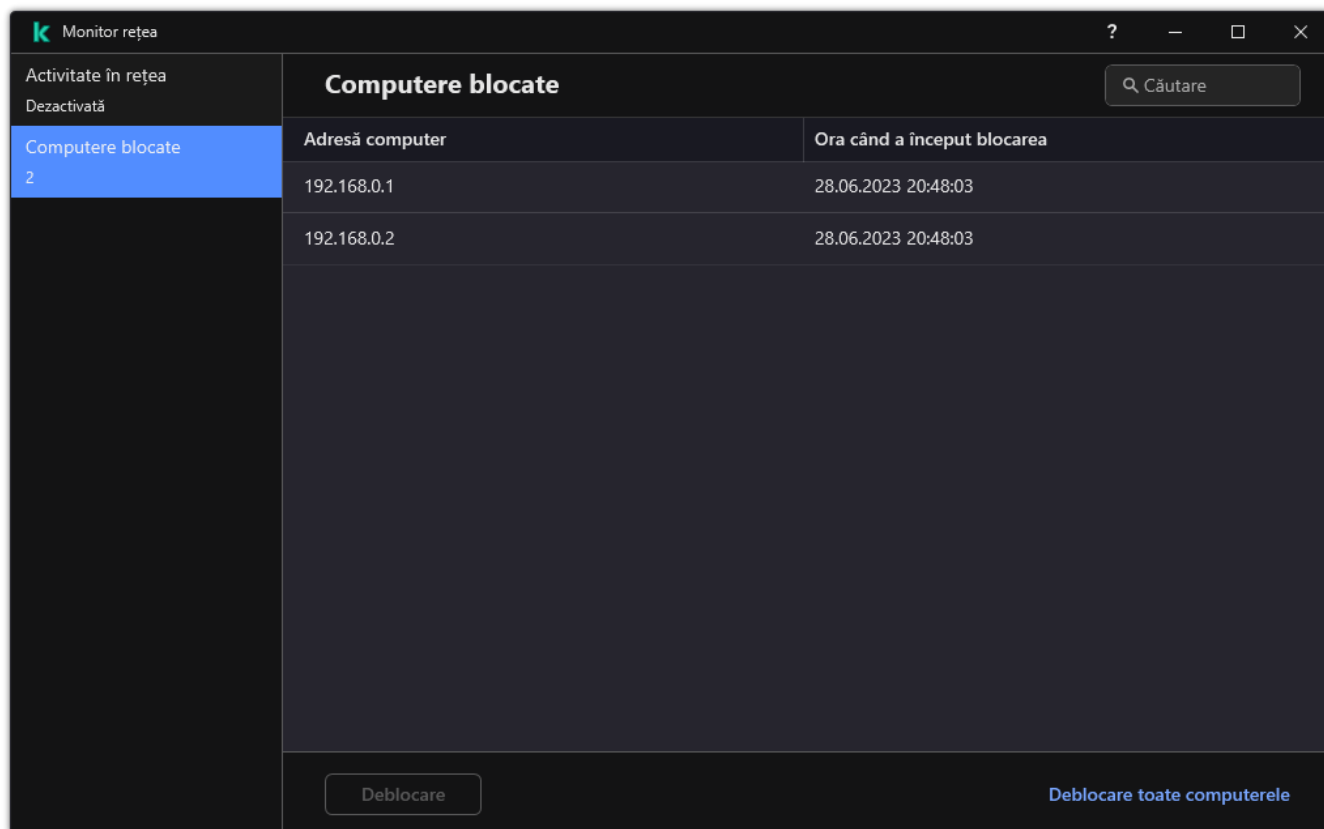 Monitor rețea
?
Activitate în rețea
Dezactivată
Computere blocate
2
Computere blocate
Căutare
Adresă computer
Ora când a început blocarea
192.168.0.1
28.06.2023 20:48:03
192.168.0.2
28.06.2023 20:48:03
Deblocare
Deblocare toate computerele